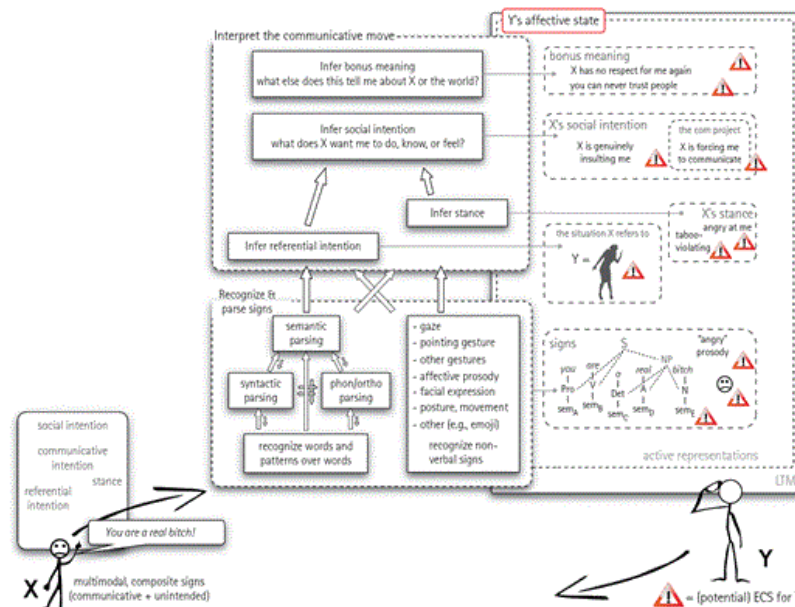 Y's affective state
Interpret the communicative move
Infer bonus meaning
what else does this tell me about X or the world?
Infer social intention
what does X want me to do, know, or feel?
Infer stance
Infer referential intention
bonus meaning
X has no respect for me again
you can never trust people
X's social intention
X is genuinely
insulting me
the com project
X is forcing me
to communicate
X's stance
angry at me
taboo-
violating
the situation X refers to
Y =
Recognize &
parse signs
semantic
parsing
syntactic
parsing
phon/ortho
parsing
recognize words and
patterns over words
- gaze
- pointing gesture
- other gestures
- affective prosody
- facial expression
- posture, movement
- other (e.g., emoji)
recognize non-
verbal signs
signs
S
NP
you are a real bitch
Pro V Det A N
semA semB semC semD semE
"angry"
prosody
active representations
LTM
social intention
communicative
intention
stance
referential
intention
You are a real bitch!
X
multimodal, composite signs
(communicative + unintended)
Y
= (potential) ECS for